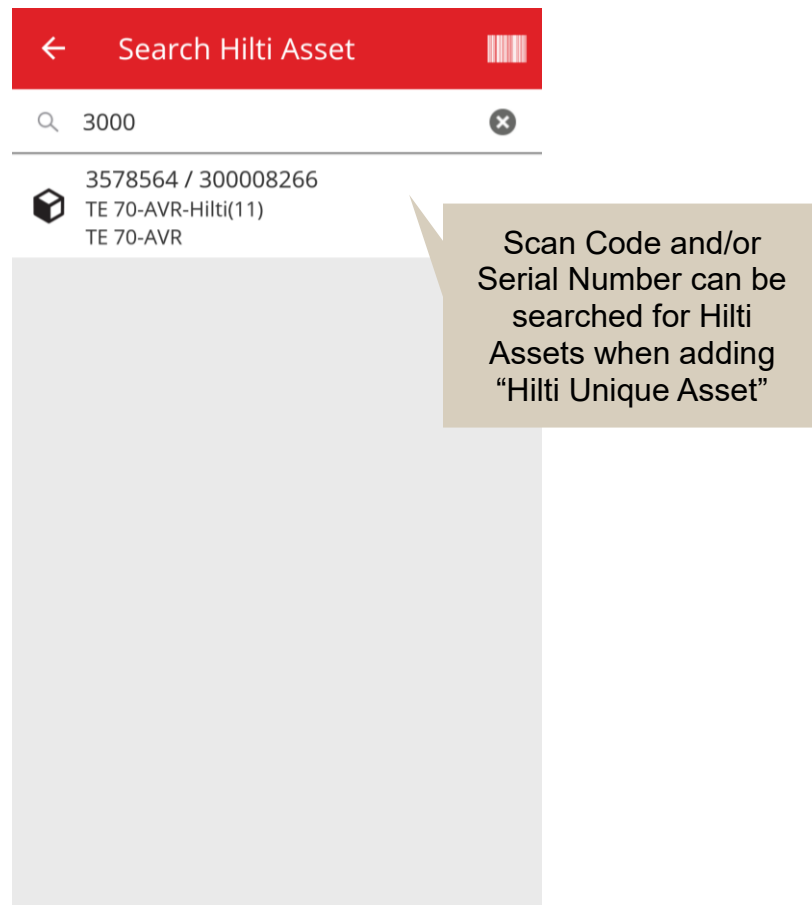 Search Hilti Asset
3000
3578564 / 300008266
TE 70-AVR-Hilti(11)
TE 70-AVR
Scan Code and/or
Serial Number can be
searched for Hilti
Assets when adding
“Hilti Unique Asset”